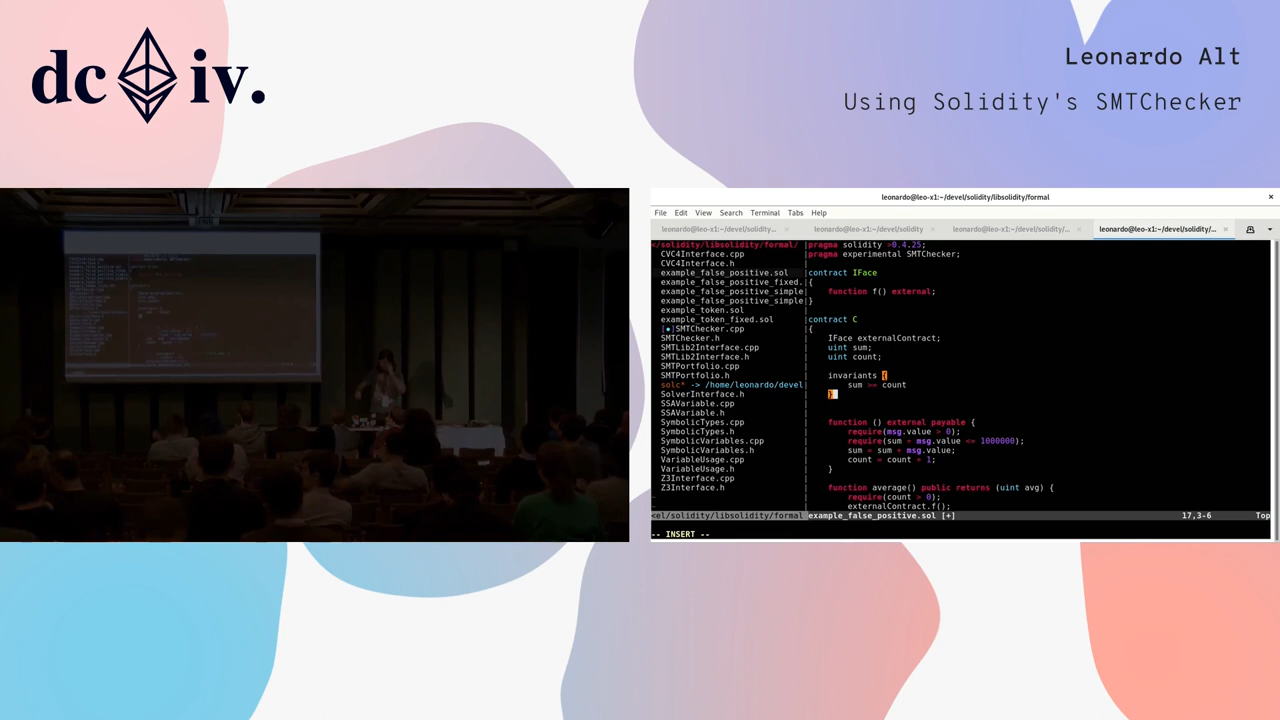 dc iv.
Leonardo Alt
Using Solidity's SMTChecker
leonardo@leo-x1:~/devel/solidity/libsolidity/formal
File Edit View Search Terminal Tabs Help
leonardo@leo-x1:~/devel/solidity... leonardo@leo-x1:~/devel/solidity leonardo@leo-x1:~/devel/solidity/... leonardo@leo-x1:~/devel/solidity/...
</solidity/libsolidity/formal/
CVC4Interface.cpp
CVC4Interface.h
example_false_positive.sol
example_false_positive_fixed.
example_false_positive_simple
example_false_positive_simple
example_token.sol
example_token_fixed.sol
[•]SMTChecker.cpp
SMTChecker.h
SMTLib2Interface.cpp
SMTLib2Interface.h
SMTPortfolio.cpp
SMTPortfolio.h
solc* -> /home/leonardo/devel
SolverInterface.h
SSAVariable.cpp
SSAVariable.h
SymbolicTypes.cpp
SymbolicTypes.h
SymbolicVariables.cpp
SymbolicVariables.h
VariableUsage.cpp
VariableUsage.h
Z3Interface.cpp
Z3Interface.h
pragma solidity >0.4.25;
pragma experimental SMTChecker;
contract IFace
{
function f() external;
}
contract C
{
IFace externalContract;
uint sum;
uint count;
invariants {
sum >= count
}
function () external payable {
require(msg.value > 0);
require(sum + msg.value <= 1000000);
sum = sum + msg.value;
count = count + 1;
}
function average() public returns (uint avg) {
require(count > 0);
externalContract.f();
<el/solidity/libsolidity/formal example_false_positive.sol [+] 17,3-6 Top
-- INSERT --